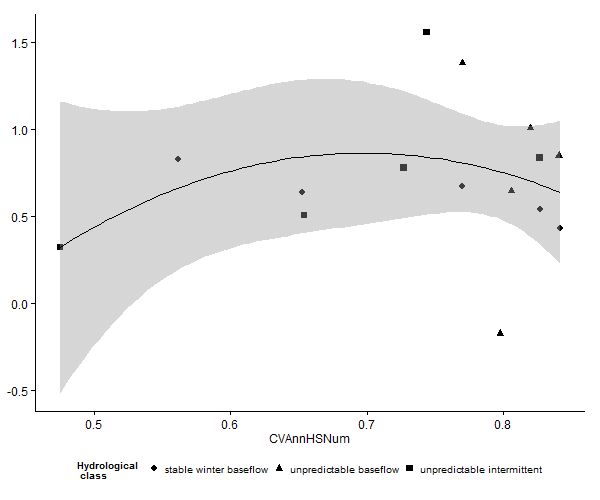 1.5
1.0
0.5
0.0
-0.5
0.5 0.6 0.7 0.8
CVAnnHSNum
Hydrological
class
stable winter baseflow unpredictable baseflow unpredictable intermittent